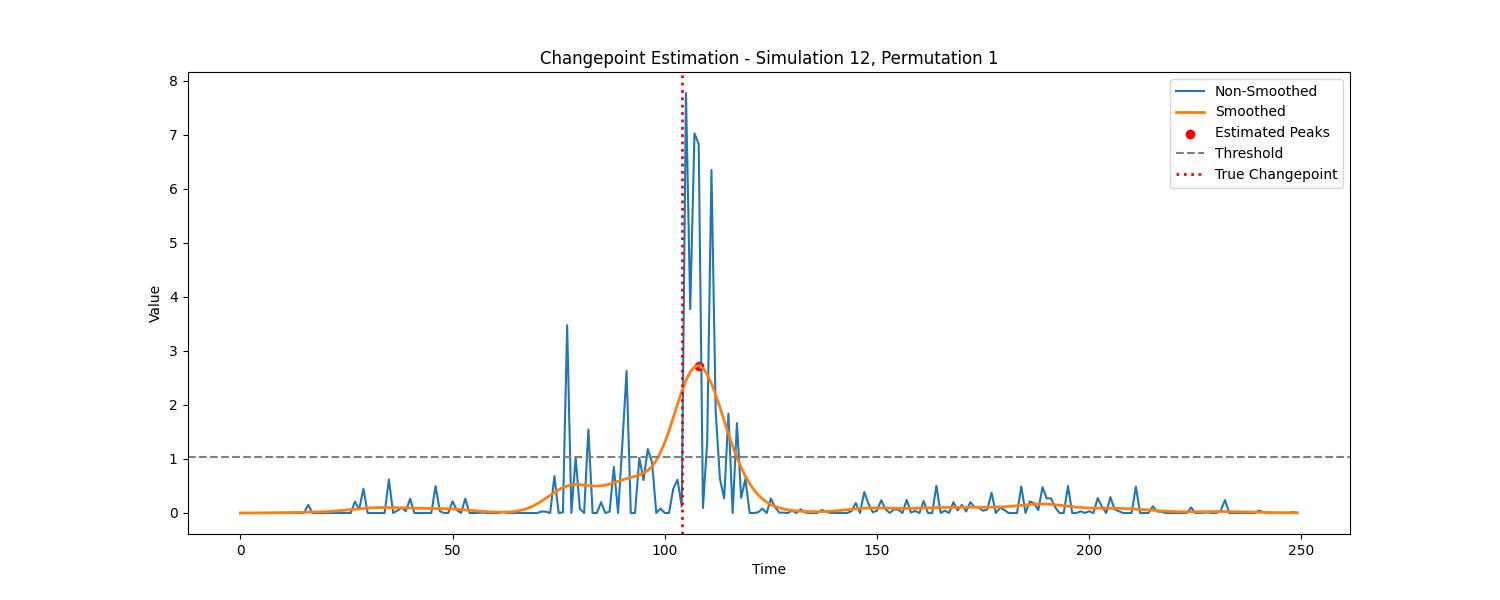 Changepoint Estimation - Simulation 12, Permutation 1
Non-Smoothed
Smoothed
Estimated Peaks
Threshold
True Changepoint
Value
8
7
6
5
4
3
2
1
0
0 50 100 150 200 250
Time